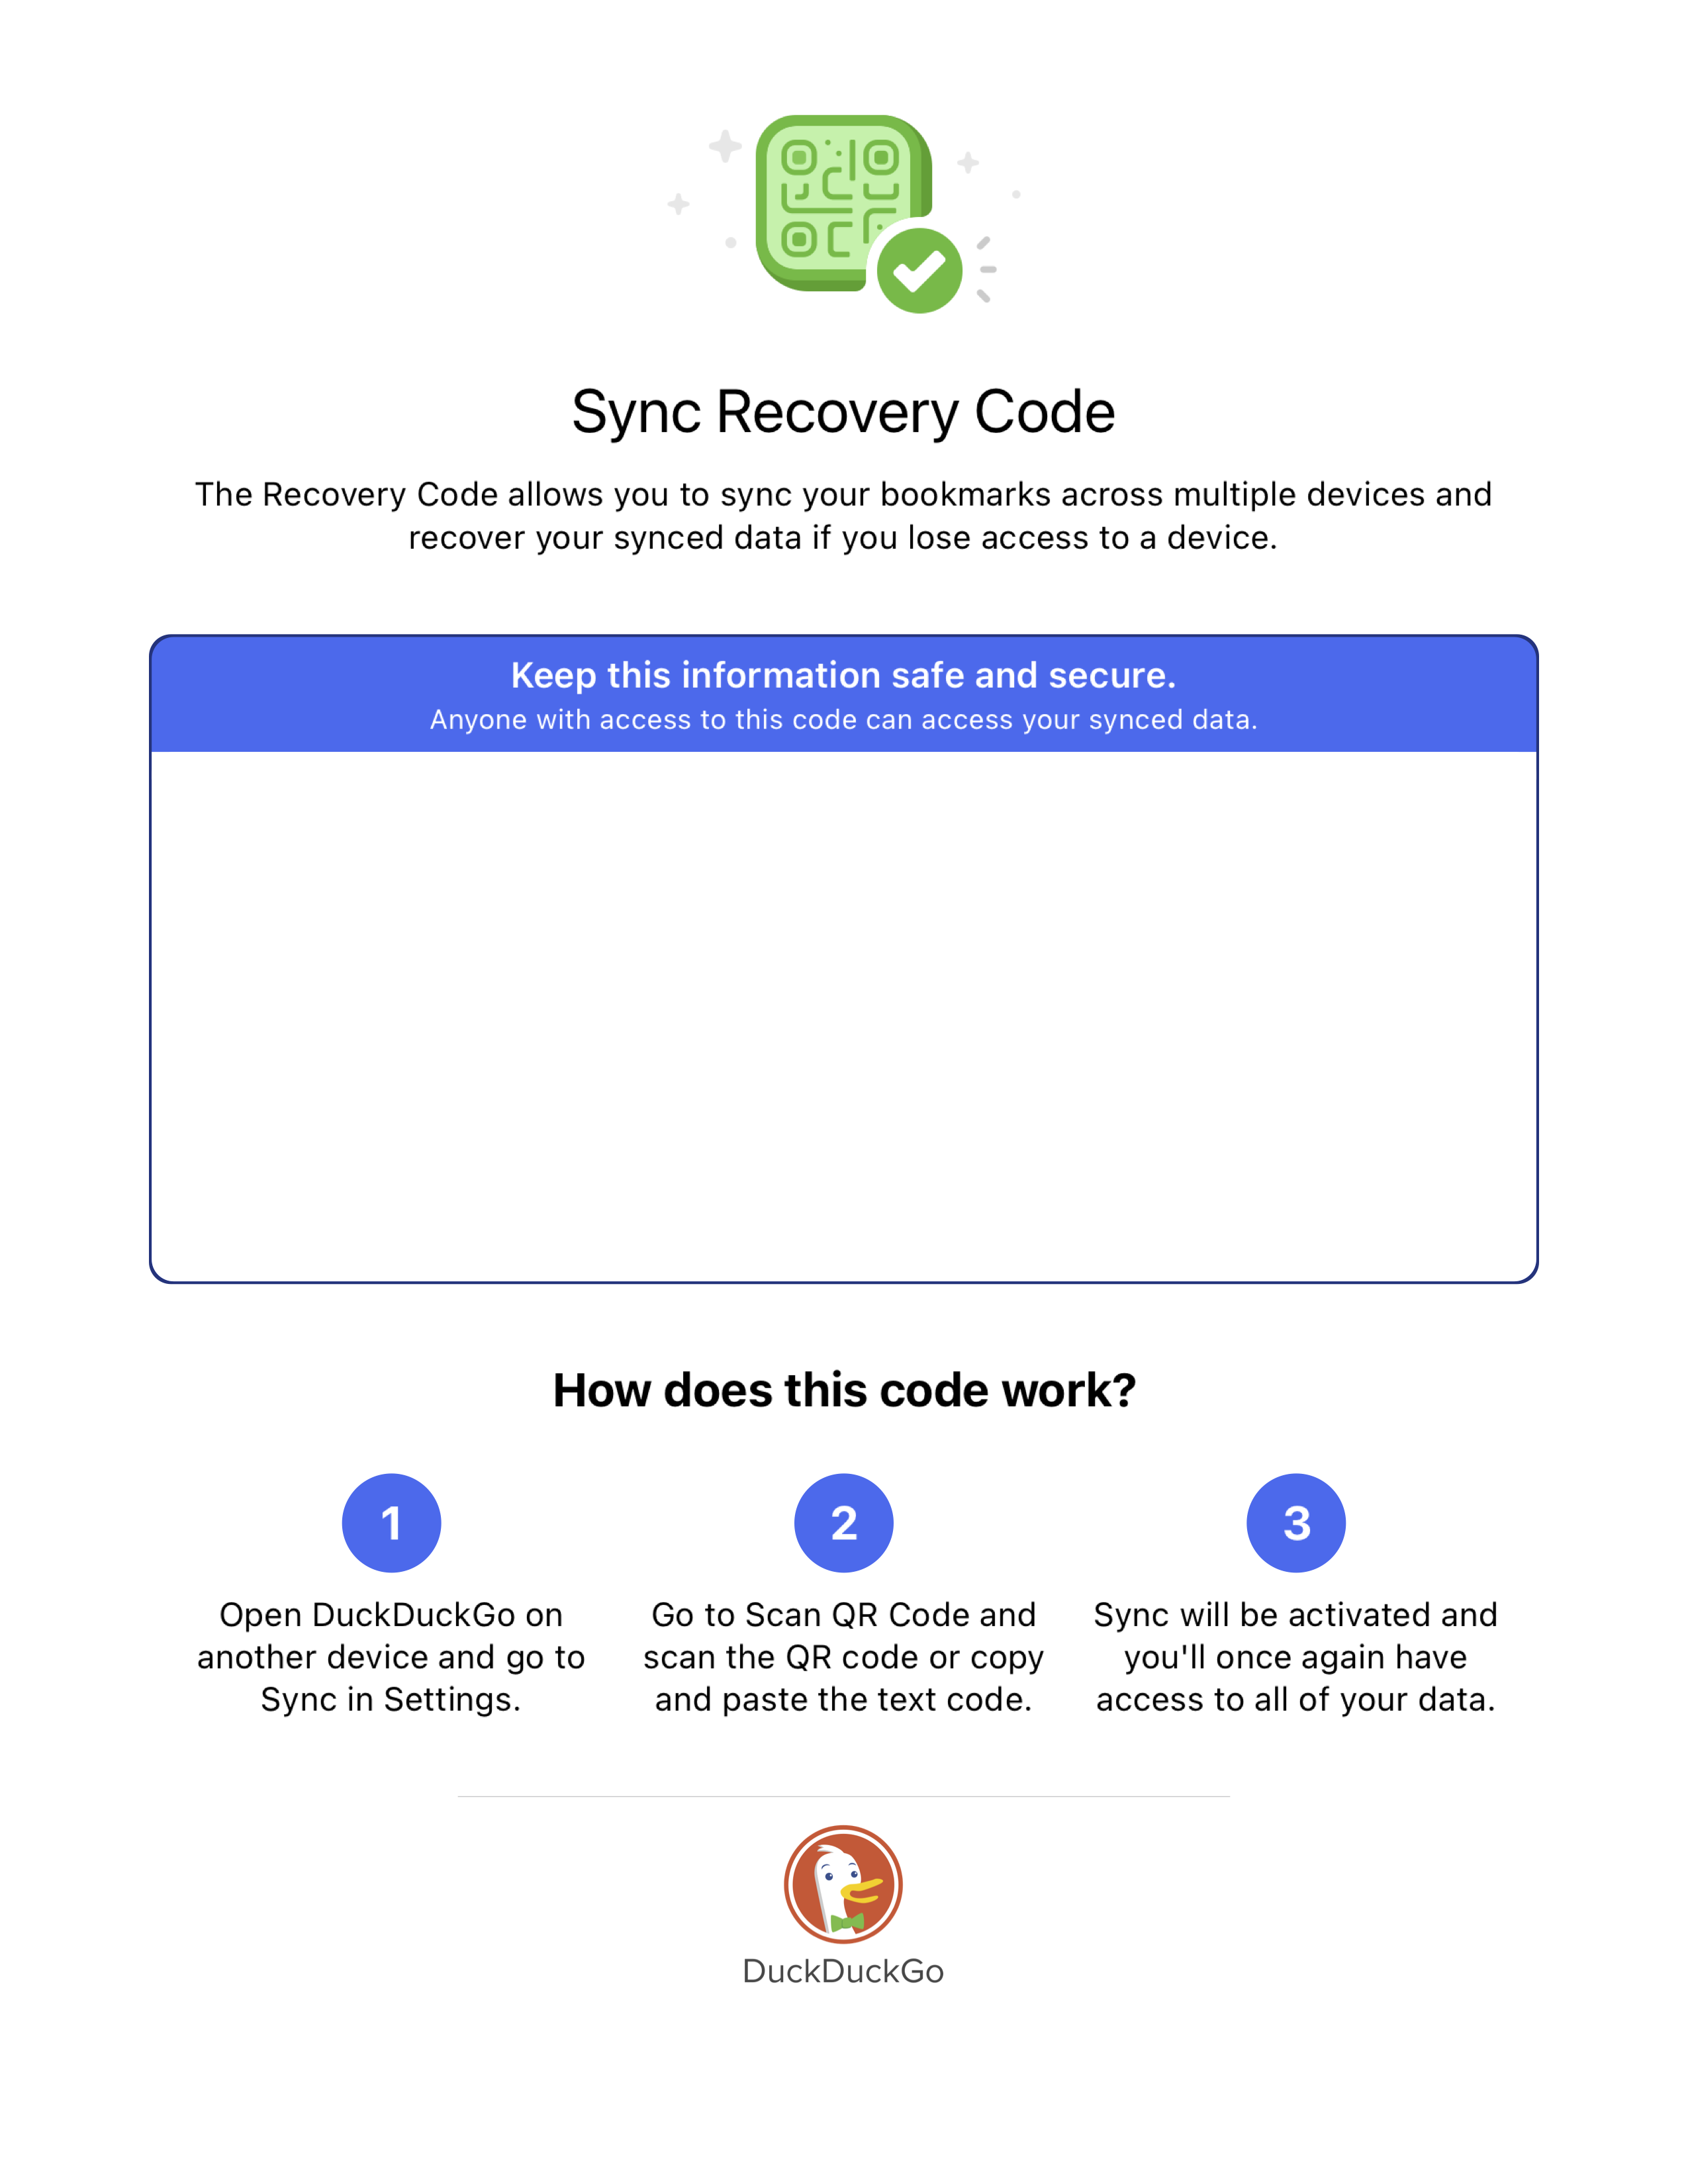 Sync Recovery Code
The Recovery Code allows you to sync your bookmarks across multiple devices and
recover your synced data if you lose access to a device.
Keep this information safe and secure.
Anyone with access to this code can access your synced data.
How does this code work?
1
Open DuckDuckGo on
another device and go to
Sync in Settings.
2
Go to Scan QR Code and
scan the QR code or copy
and paste the text code.
3
Sync will be activated and
you'll once again have
access to all of your data.
DuckDuckGo